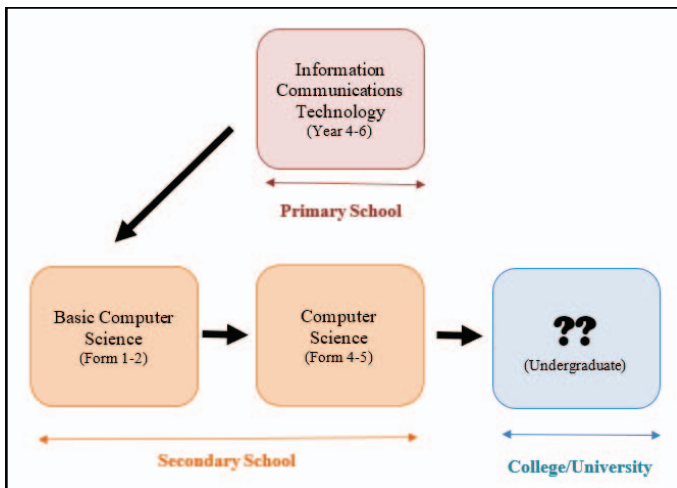 Information
Communications
Technology
(Year 4-6)
Primary School
Basic Computer
Science
(Form 1-2)
Computer
Science
(Form 4-5)
??
(Undergraduate)
Secondary School
College/University